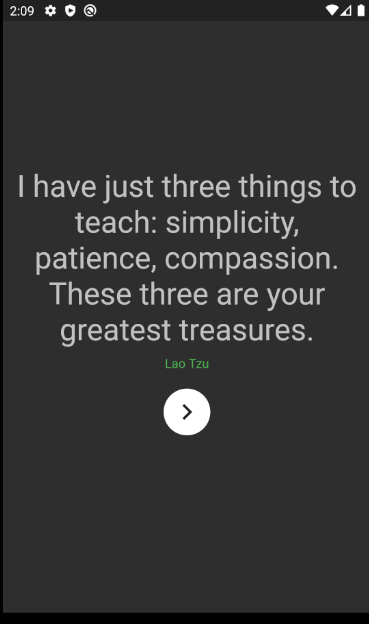 2:09
I have just three things to
teach: simplicity,
patience, compassion.
These three are your
greatest treasures.
Lao Tzu